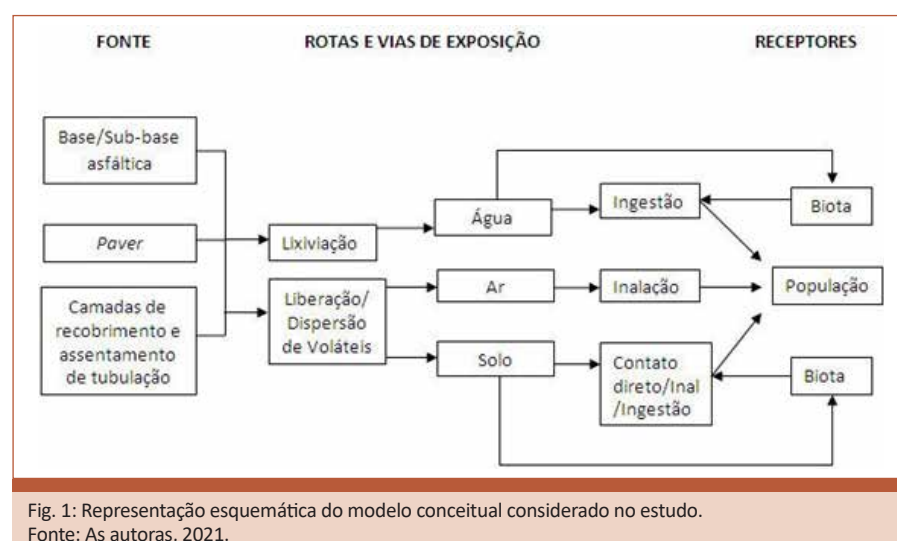 FONTE
ROTAS E VIAS DE EXPOSIÇÃO
RECEPTORES
Base/Sub-base
asfáltica
Paver
Camadas de
recobrimento e
assentamento
de tubulação
Lixiviação
Liberação/
Dispersão
de Voláteis
Água
Ar
Solo
Ingestão
Inalação
Contato
direto/Inal
/Ingestão
Biota
População
Biota
Fig. 1: Representação esquemática do modelo conceitual considerado no estudo.
Fonte: As autoras, 2021.